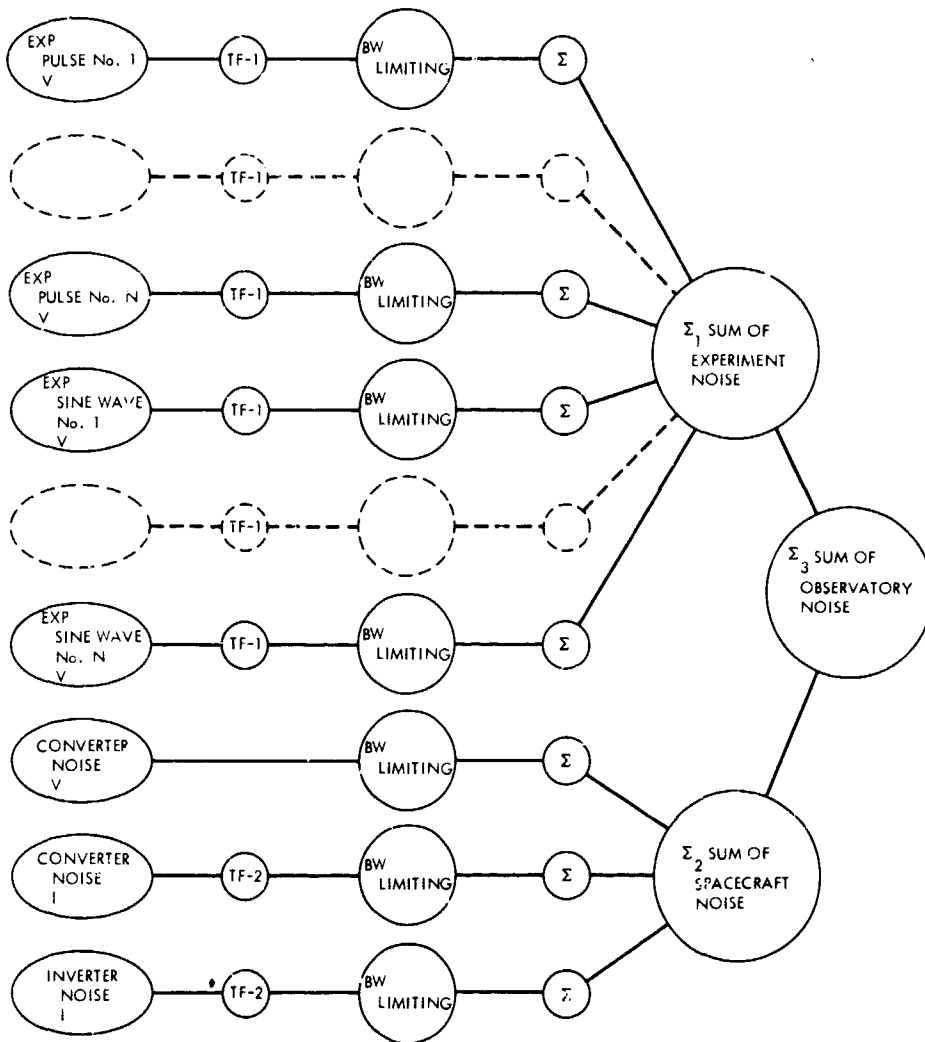 EXP
PULSE No. 1
V
TF-1
BW
LIMITING
Σ
TF-1
EXP
PULSE No. N
V
TF-1
BW
LIMITING
Σ
Σ1 SUM OF
EXPERIMENT
NOISE
EXP
SINE WAVE
No. 1
V
TF-1
BW
LIMITING
Σ
TF-1
Σ3 SUM OF
OBSERVATORY
NOISE
EXP
SINE WAVE
No. N
V
TF-1
BW
LIMITING
Σ
CONVERTER
NOISE
V
BW
LIMITING
Σ
CONVERTER
NOISE
I
TF-2
BW
LIMITING
Σ
Σ2 SUM OF
SPACECRAFT
NOISE
INVERTER
NOISE
I
TF-2
BW
LIMITING
Σ